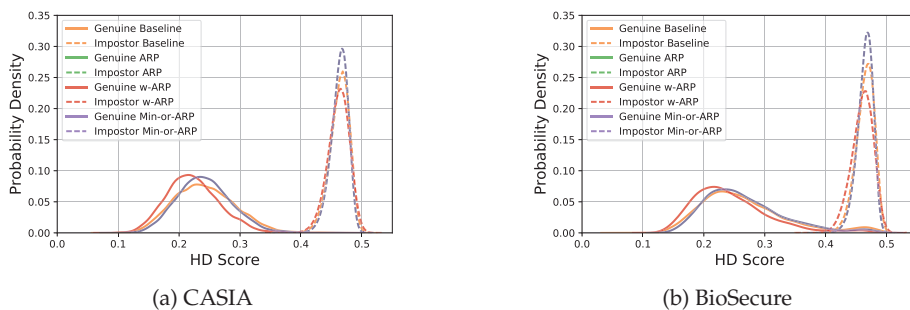 0.35
0.30
0.25
0.20
0.15
0.10
0.05
0.00
Probability Density
Genuine Baseline
Impostor Baseline
Genuine ARP
Impostor ARP
Genuine w-ARP
Impostor w-ARP
Genuine Min-or-ARP
Impostor Min-or-ARP
0.0 0.1 0.2 0.3 0.4 0.5
HD Score
(a) CASIA
0.35
0.30
0.25
0.20
0.15
0.10
0.05
0.00
Probability Density
Genuine Baseline
Impostor Baseline
Genuine ARP
Impostor ARP
Genuine w-ARP
Impostor w-ARP
Genuine Min-or-ARP
Impostor Min-or-ARP
0.0 0.1 0.2 0.3 0.4 0.5
HD Score
(b) BioSecure